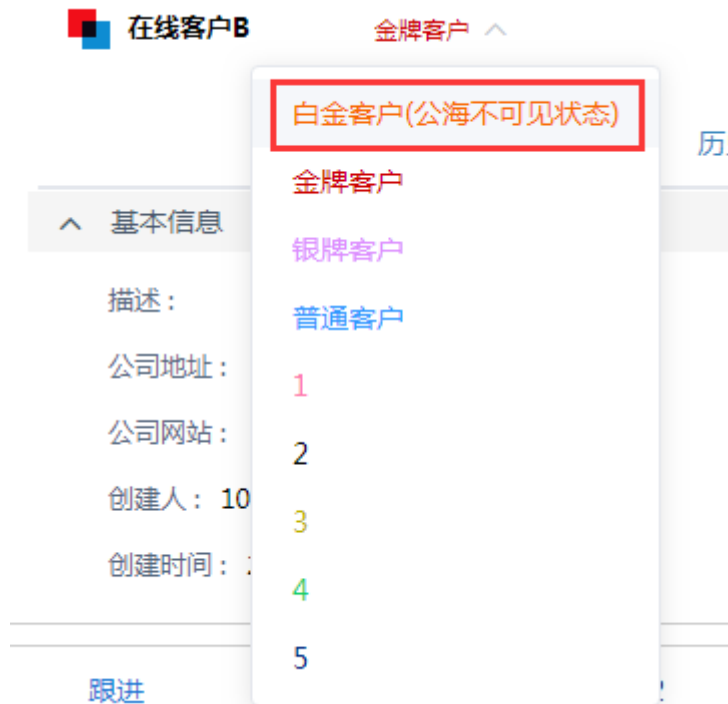 在线客户B 金牌客户
白金客户(公海不可见状态)
历
金牌客户
基本信息
银牌客户
描述：
普通客户
公司地址：
1
公司网站：
2
创建人： 10
3
创建时间：
4
5
跟进